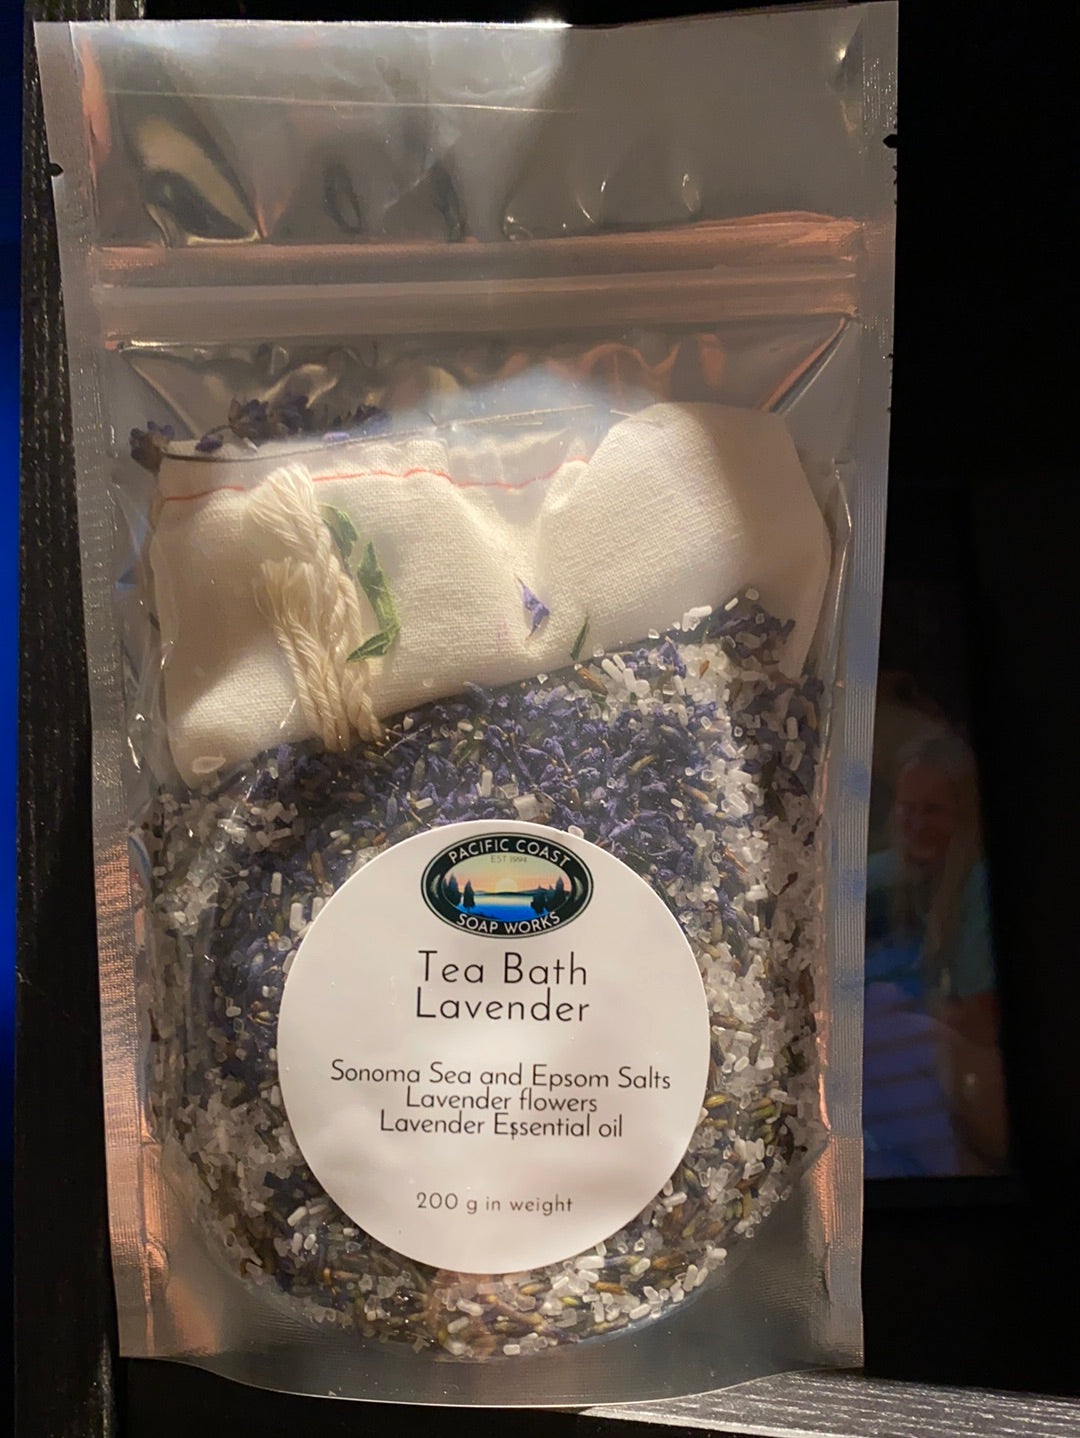 PACIFIC COAST
EST 1994
SOAP WORKS
Tea Bath
Lavender
Sonoma Sea and Epsom Salts
Lavender flowers
Lavender Essential oil
200 g in weight